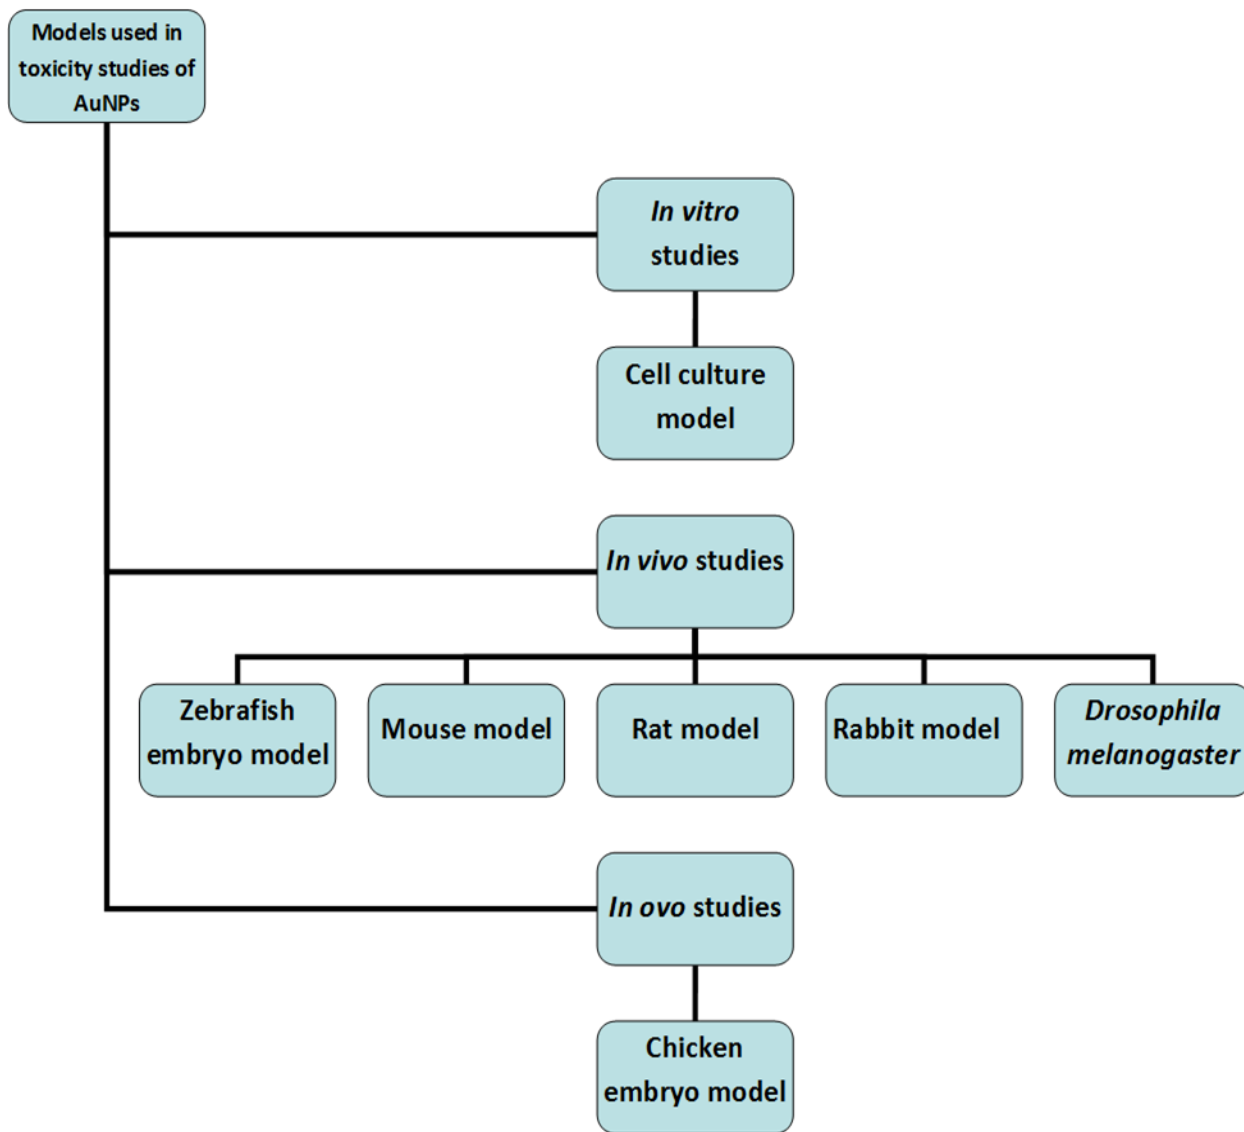 Models used in
toxicity studies of
AuNPs
In vitro
studies
Cell culture
model
In vivo studies
Zebrafish
embryo model
Mouse model
Rat model
Rabbit model
Drosophila
melanogaster
In ovo studies
Chicken
embryo model